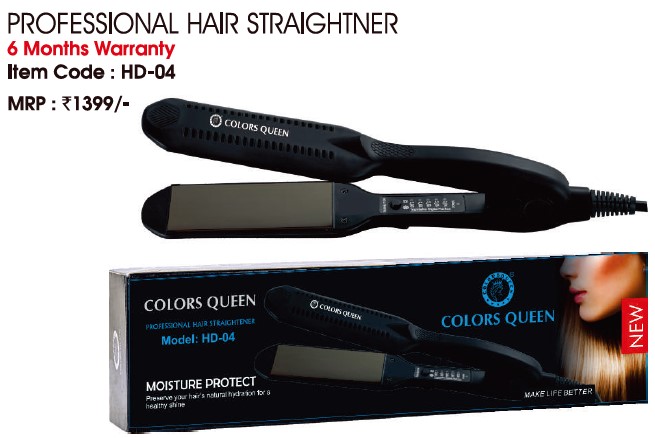 PROFESSIONAL HAIR STRAIGHTNER
6 Months Warranty
Item Code : HD-04
MRP : ₹1399/-
COLORS QUEEN
COLORS QUEEN
PROFESSIONAL HAIR STRAIGHTENER
Model: HD-04
MOISTURE PROTECT
Preserve your hair's natural hydration for a
healthy shine
COLORS QUEEN
COLORS QUEEN
NEW
MAKE LIFE BETTER